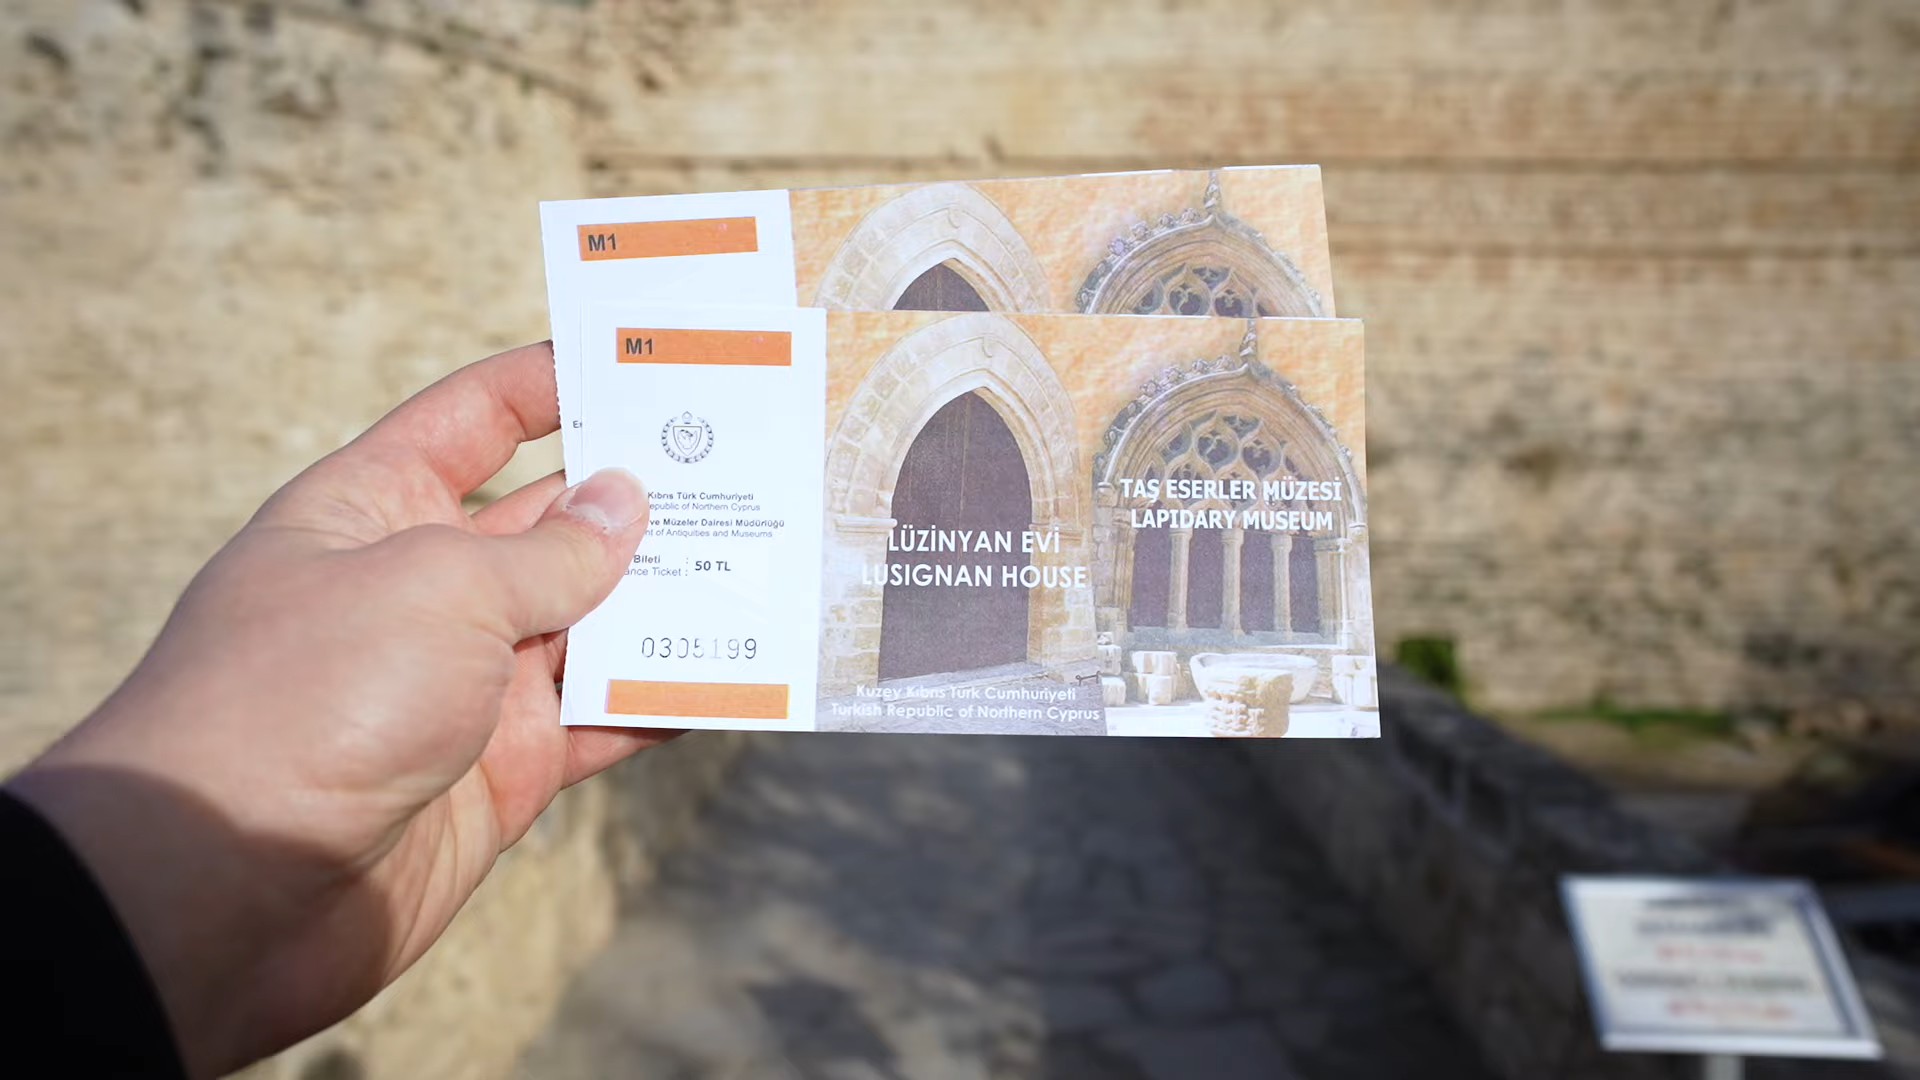 M1
M1
Kıbrıs Türk Cumhuriyeti
of Northern Cyprus
ve Müzeler Dairesi Müdürlüğü
of Antiquities and Museums
Bileti :
Ticket : 50 TL
0305199
LÜZİNYAN EVİ
LUSIGNAN HOUSE
TAŞ ESERLER MÜZESİ
LAPIDARY MUSEUM
Kuzey Kıbrıs Türk Cumhuriyeti
Turkish Republic of Northern Cyprus